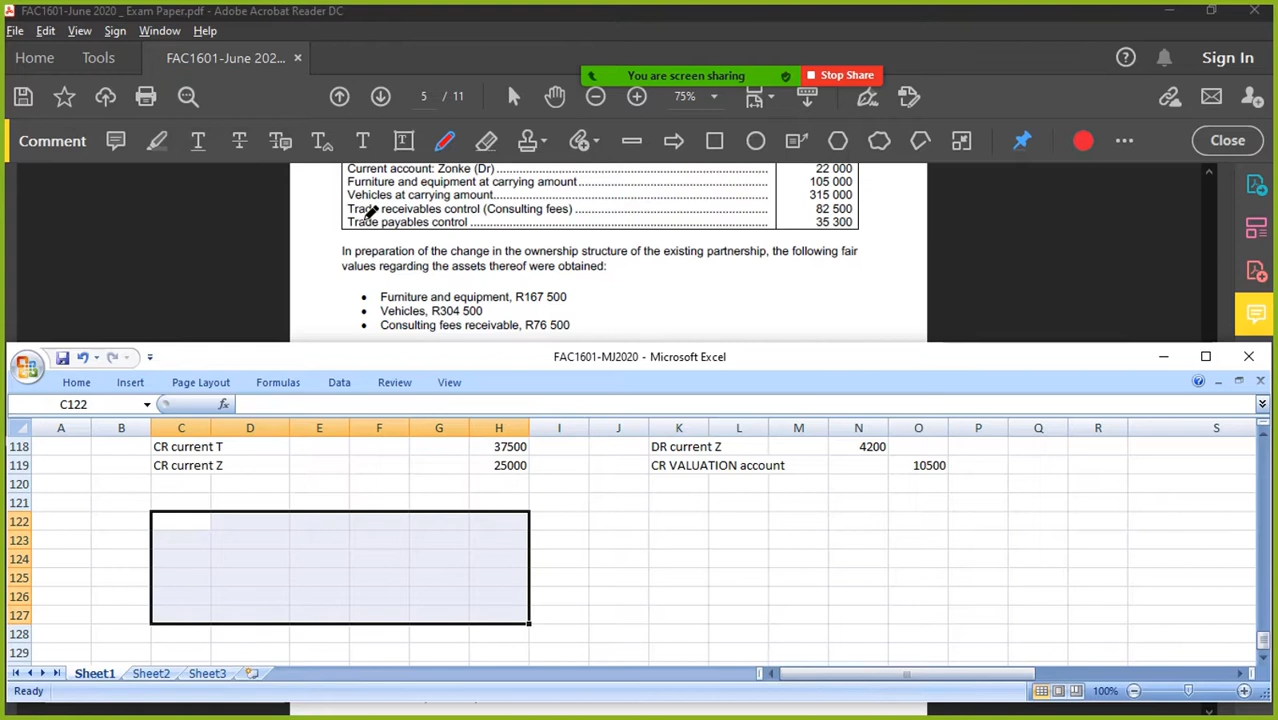 FAC1601-June 2020 _ Exam Paper.pdf - Adobe Acrobat Reader DC
File Edit View Sign Window Help
Home Tools FAC1601-June 202... × Sign In
You are screen sharing Stop Share
5 / 11 75%
Comment Close
Current account: Zonke (Dr) 22 000
Furniture and equipment at carrying amount 105 000
Vehicles at carrying amount 315 000
Trade receivables control (Consulting fees) 82 500
Trade payables control 35 300
In preparation of the change in the ownership structure of the existing partnership, the following fair
values regarding the assets thereof were obtained:
• Furniture and equipment, R167 500
• Vehicles, R304 500
• Consulting fees receivable, R76 500
FAC1601-MJ2020 - Microsoft Excel
Home Insert Page Layout Formulas Data Review View
C122 fx
A B C D E F G H I J K L M N O P Q R S
118 CR current T 37500 DR current Z 4200
119 CR current Z 25000 CR VALUATION account 10500
120
121
122
123
124
125
126
127
128
129
Sheet1 Sheet2 Sheet3
Ready 100%